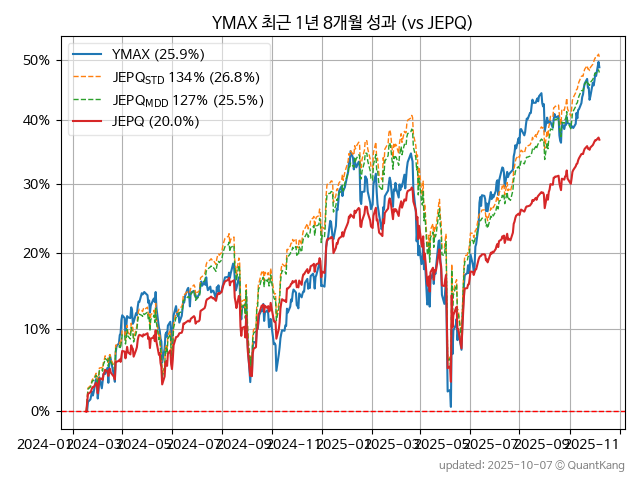 YMAX 최근 1년 8개월 성과 (vs JEPQ)
YMAX (25.9%)
JEPQSTD 134% (26.8%)
JEPQMDD 127% (25.5%)
JEPQ (20.0%)
50%
40%
30%
20%
10%
0%
2024-01 2024-03 2024-05 2024-07 2024-09 2024-11 2025-01 2025-03 2025-05 2025-07 2025-09 2025-11
updated: 2025-10-07 © QuantKang